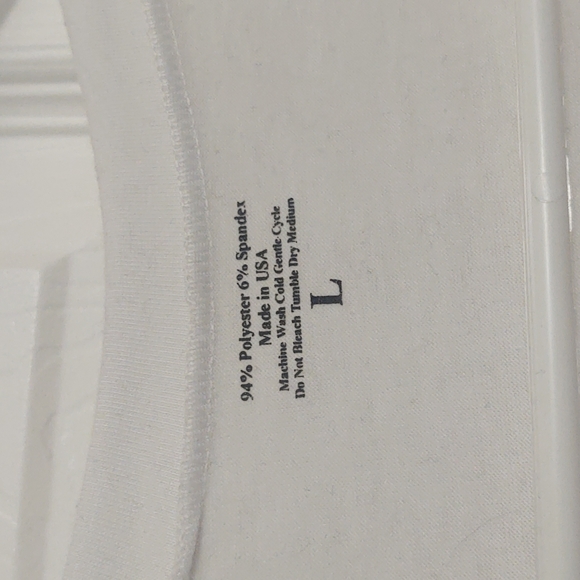 94% Polyester 6% Spandex
Made in USA
Machine Wash Cold Gentle Cycle
Do Not Bleach Tumble Dry Medium
L